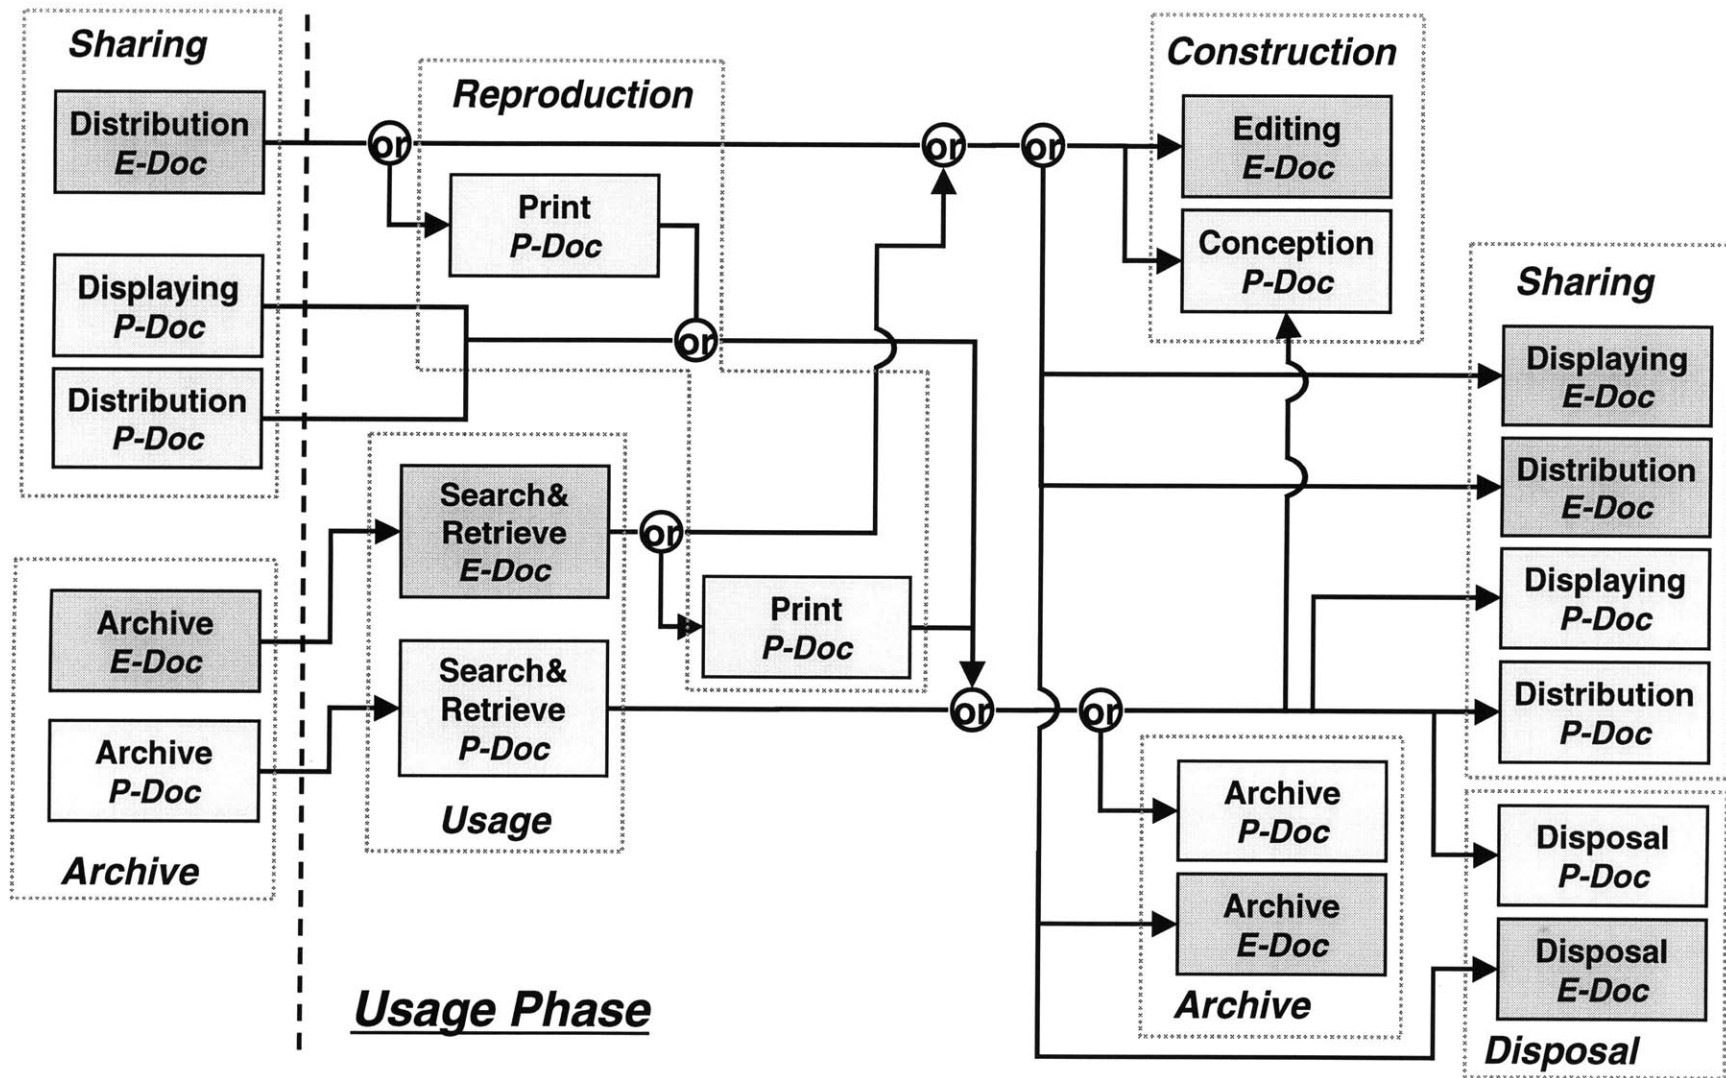 Sharing
Distribution
E-Doc
Displaying
P-Doc
Distribution
P-Doc
Archive
E-Doc
Archive
P-Doc
Archive
Reproduction
or
Print
P-Doc
or
Search&
Retrieve
E-Doc
or
Print
P-Doc
Search&
Retrieve
P-Doc
Usage
Usage Phase
or
or
or
or
Construction
Editing
E-Doc
Conception
P-Doc
Sharing
Displaying
E-Doc
Distribution
E-Doc
Displaying
P-Doc
Distribution
P-Doc
Archive
P-Doc
Archive
E-Doc
Archive
Disposal
P-Doc
Disposal
E-Doc
Disposal